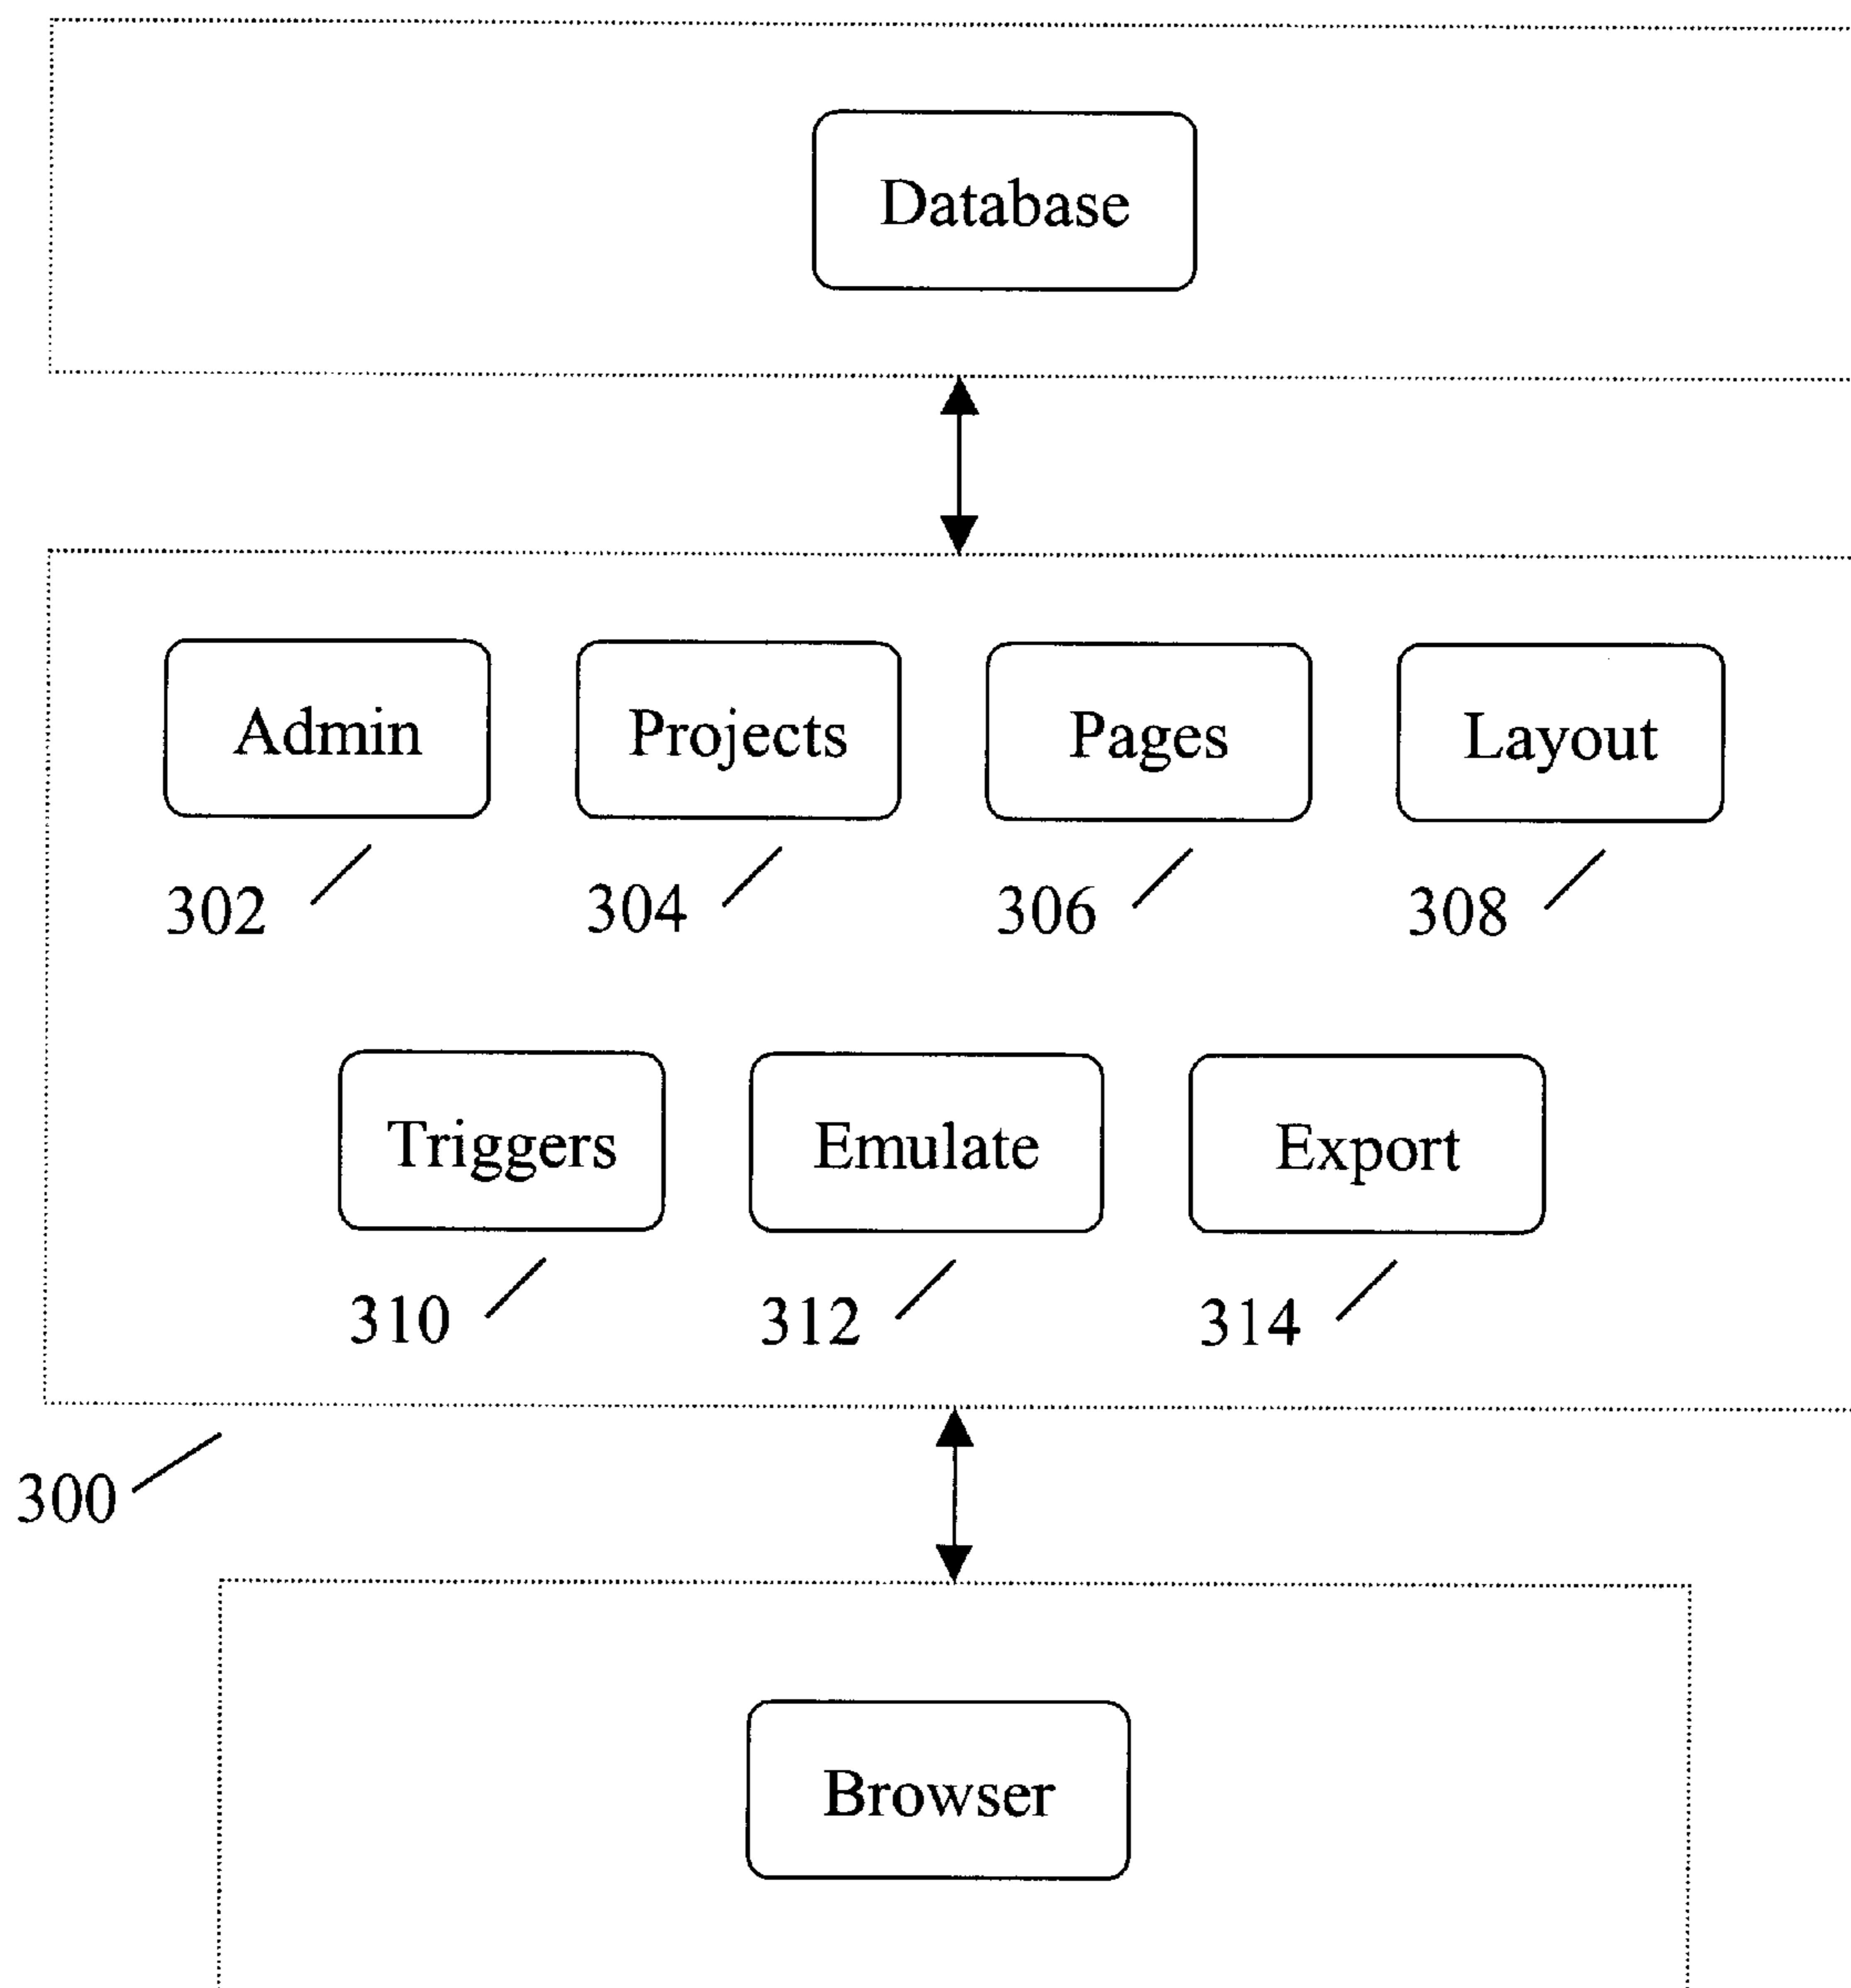 Database
Admin Projects Pages Layout
302 304 306 308
Triggers Emulate Export
310 312 314
300
Browser